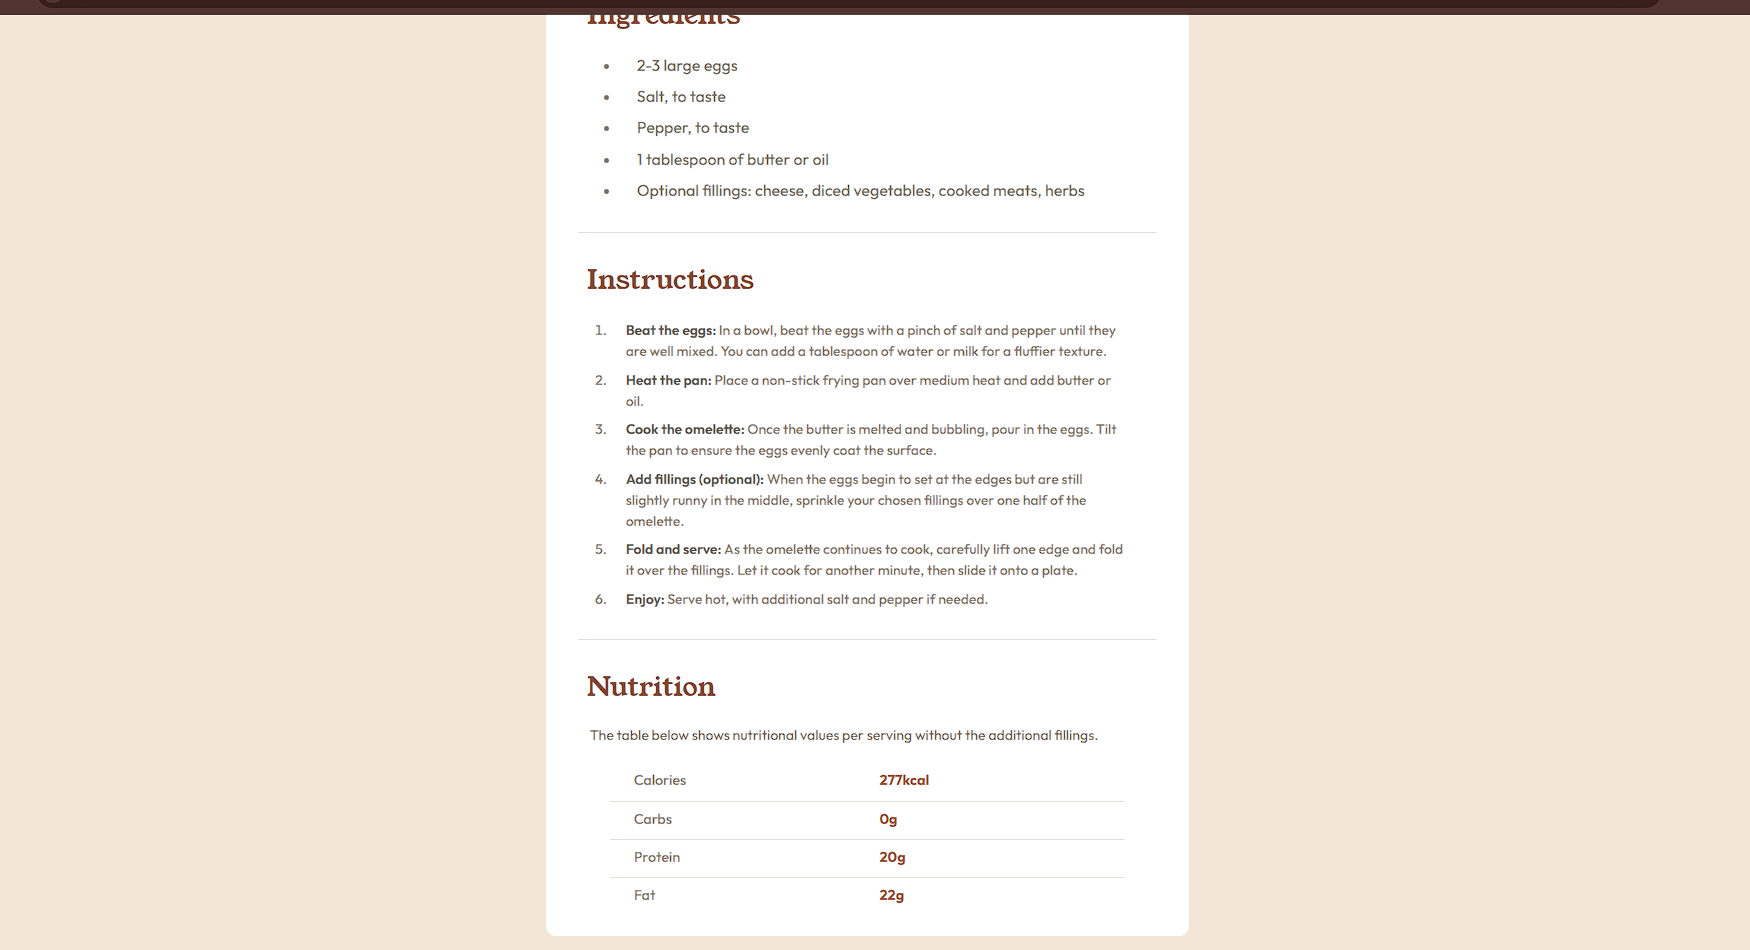 Ingredients
• 2-3 large eggs
• Salt, to taste
• Pepper, to taste
• 1 tablespoon of butter or oil
• Optional fillings: cheese, diced vegetables, cooked meats, herbs
Instructions
1. Beat the eggs: In a bowl, beat the eggs with a pinch of salt and pepper until they
are well mixed. You can add a tablespoon of water or milk for a fluffier texture.
2. Heat the pan: Place a non-stick frying pan over medium heat and add butter or
oil.
3. Cook the omelette: Once the butter is melted and bubbling, pour in the eggs. Tilt
the pan to ensure the eggs evenly coat the surface.
4. Add fillings (optional): When the eggs begin to set at the edges but are still
slightly runny in the middle, sprinkle your chosen fillings over one half of the
omelette.
5. Fold and serve: As the omelette continues to cook, carefully lift one edge and fold
it over the fillings. Let it cook for another minute, then slide it onto a plate.
6. Enjoy: Serve hot, with additional salt and pepper if needed.
Nutrition
The table below shows nutritional values per serving without the additional fillings.
Calories 277kcal
Carbs 0g
Protein 20g
Fat 22g